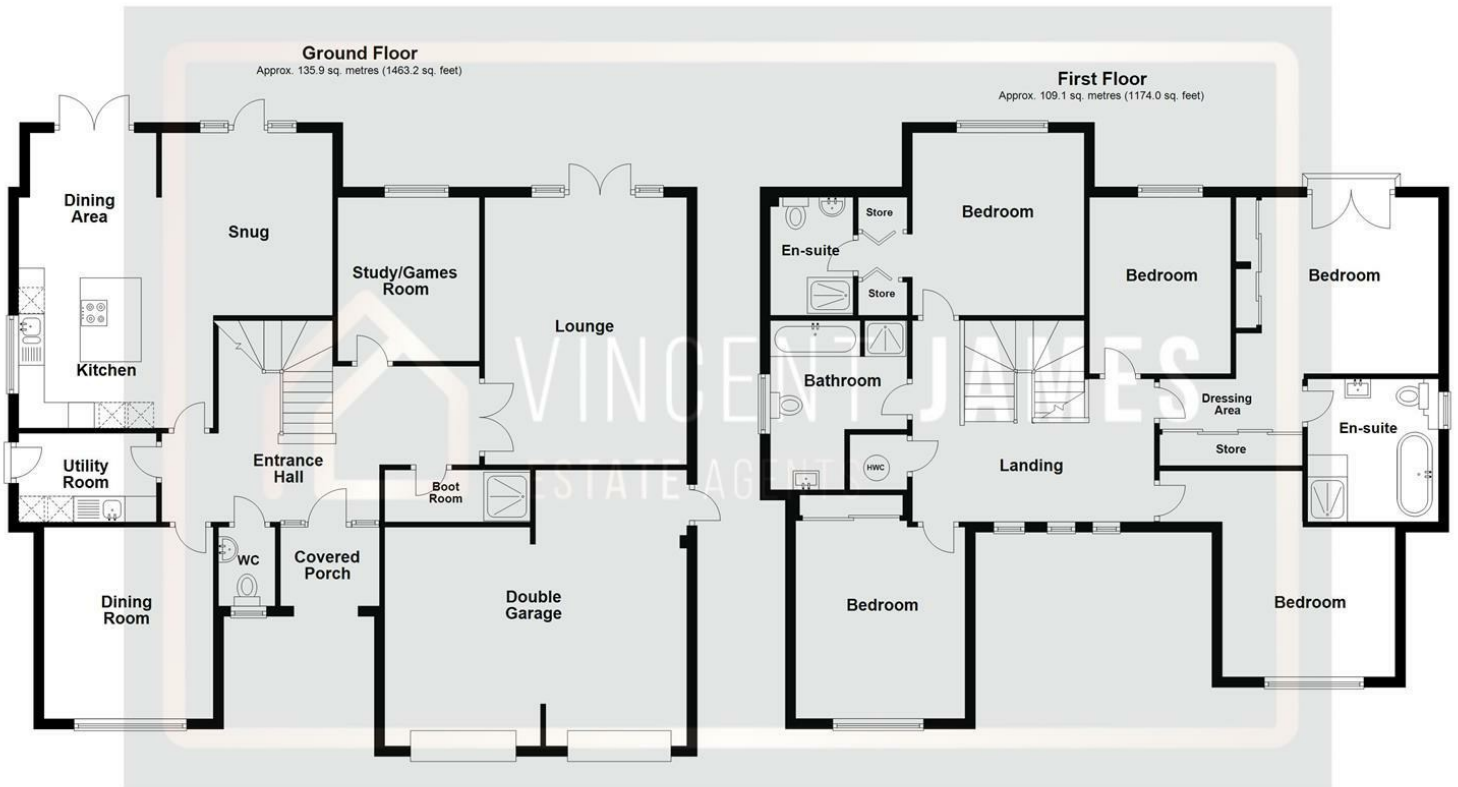 Ground Floor
Approx. 135.9 sq. metres (1463.2 sq. feet)
Dining
Area
Snug
Study/Games
Room
Lounge
Kitchen
Utility
Room
Entrance
Hall
Boot
Room
WC
Covered
Porch
Dining
Room
Double
Garage
First Floor
Approx. 109.1 sq. metres (1174.0 sq. feet)
Store
Bedroom
En-suite
Store
Bedroom
Bedroom
Bathroom
Dressing
Area
En-suite
Store
HWC
Landing
Bedroom
Bedroom
VINCENT JAMES
ESTATE AGENTS